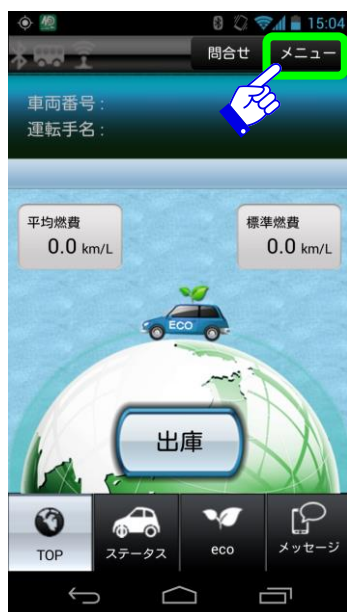 15:04
問合せ
メニュー
車両番号 :
運転手名 :
平均燃費
0.0 km/L
標準燃費
0.0 km/L
ECO
出庫
TOP
ステータス
eco
メッセージ